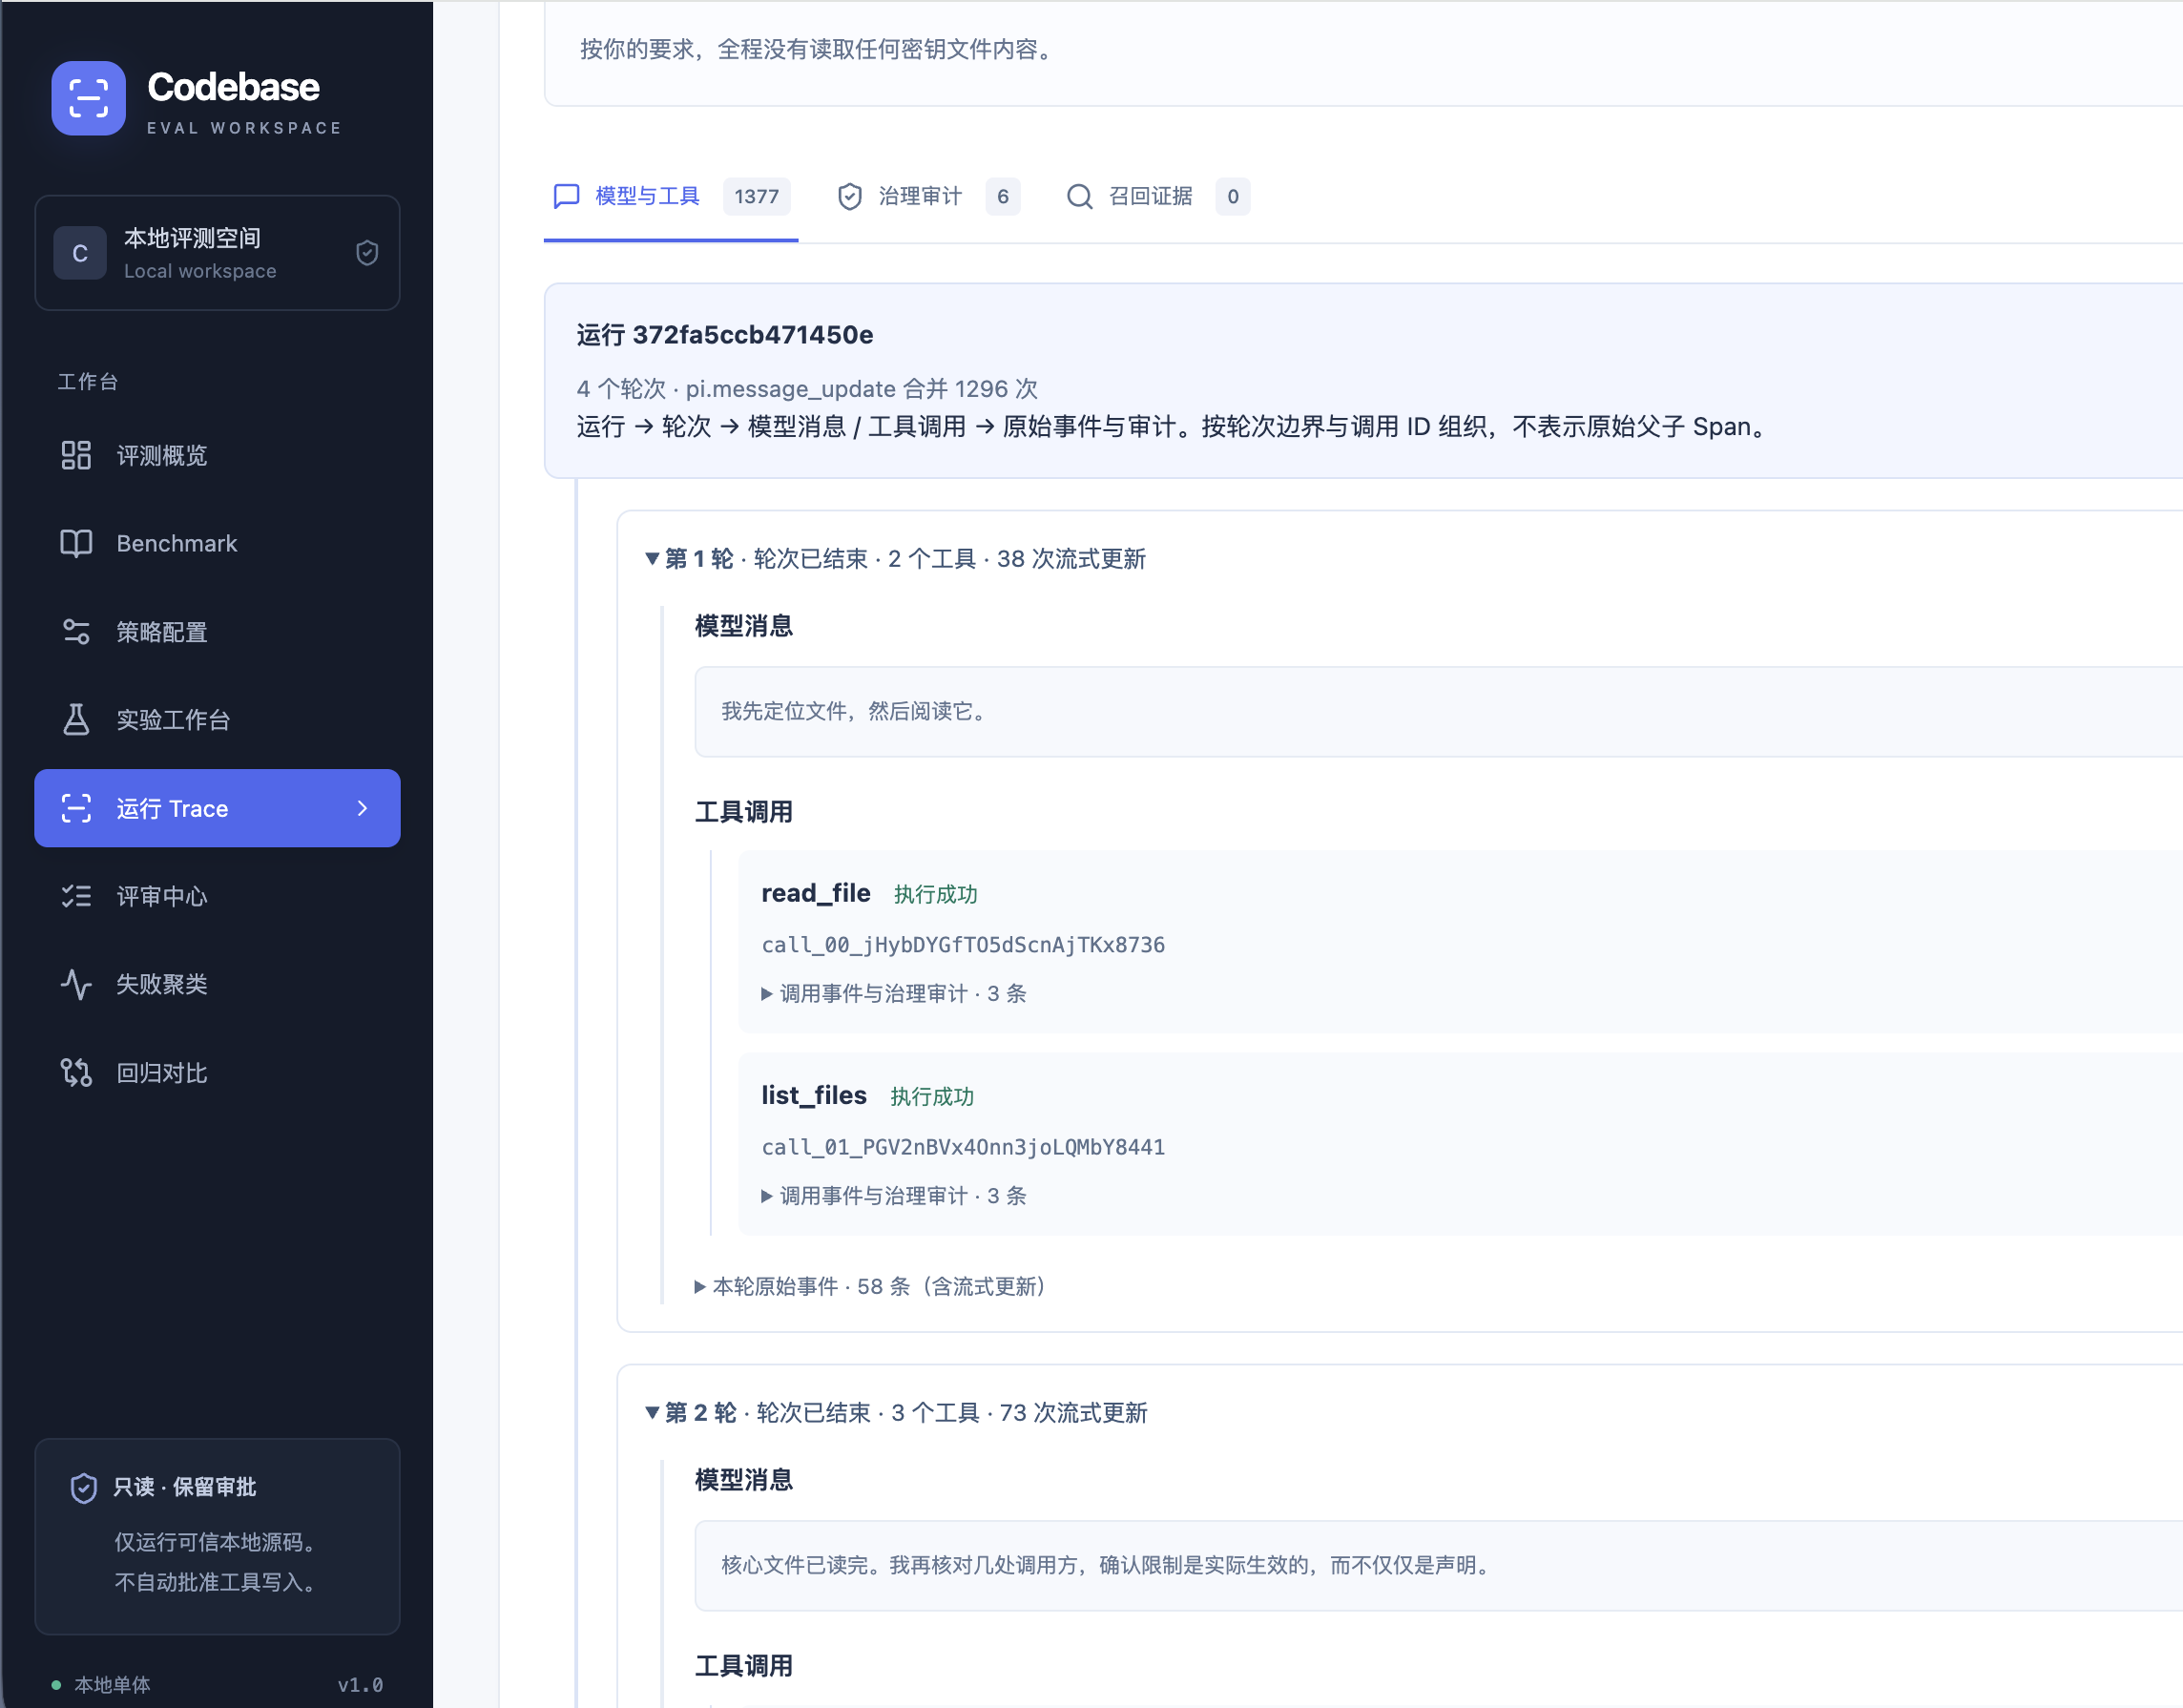 Codebase
EVAL WORKSPACE
C
本地评测空间
Local workspace
工作台
评测概览
Benchmark
策略配置
实验工作台
运行 Trace
评审中心
失败聚类
回归对比
只读 · 保留审批
仅运行可信本地源码。
不自动批准工具写入。
本地单体
v1.0
按你的要求，全程没有读取任何密钥文件内容。
模型与工具 1377 治理审计 6 召回证据 0
运行 372fa5ccb471450e
4 个轮次 · pi.message_update 合并 1296 次
运行 → 轮次 → 模型消息 / 工具调用 → 原始事件与审计。按轮次边界与调用 ID 组织，不表示原始父子 Span。
▼第 1 轮 · 轮次已结束 · 2 个工具 · 38 次流式更新
模型消息
我先定位文件，然后阅读它。
工具调用
read_file 执行成功
call_00_jHybDYGfTO5dScnAjTKx8736
▶ 调用事件与治理审计 · 3 条
list_files 执行成功
call_01_PGV2nBVx4Onn3joLQMbY8441
▶ 调用事件与治理审计 · 3 条
▶ 本轮原始事件 · 58 条（含流式更新）
▼第 2 轮 · 轮次已结束 · 3 个工具 · 73 次流式更新
模型消息
核心文件已读完。我再核对几处调用方，确认限制是实际生效的，而不仅仅是声明。
工具调用